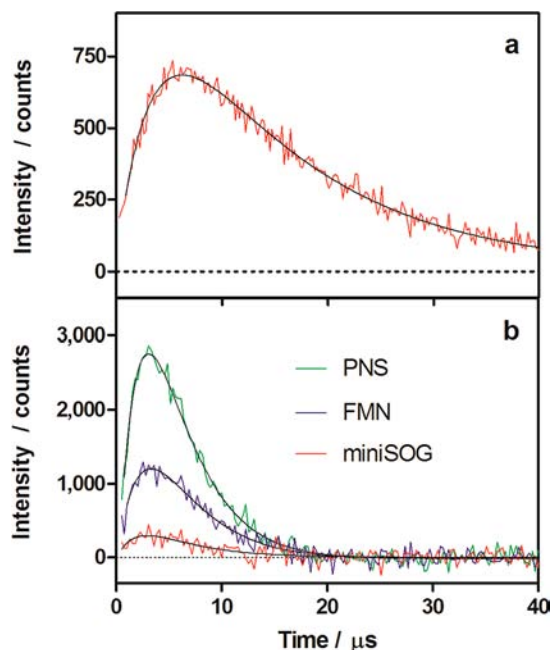 a
750
500
250
0
Intensity / counts
b
3,000
2,000
1,000
0
Intensity / counts
PNS
FMN
miniSOG
0 10 20 30 40
Time / μs